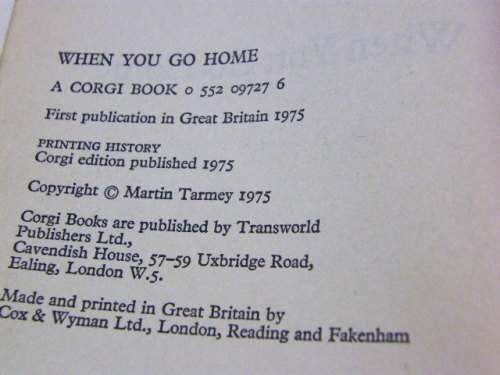 WHEN YOU GO HOME
A CORGI BOOK 0 552 09727 6
First publication in Great Britain 1975
PRINTING HISTORY
Corgi edition published 1975
Copyright © Martin Tarmey 1975
Corgi Books are published by Transworld
Publishers Ltd.,
Cavendish House, 57–59 Uxbridge Road,
Ealing, London W.5.
Made and printed in Great Britain by
Cox & Wyman Ltd., London, Reading and Fakenham